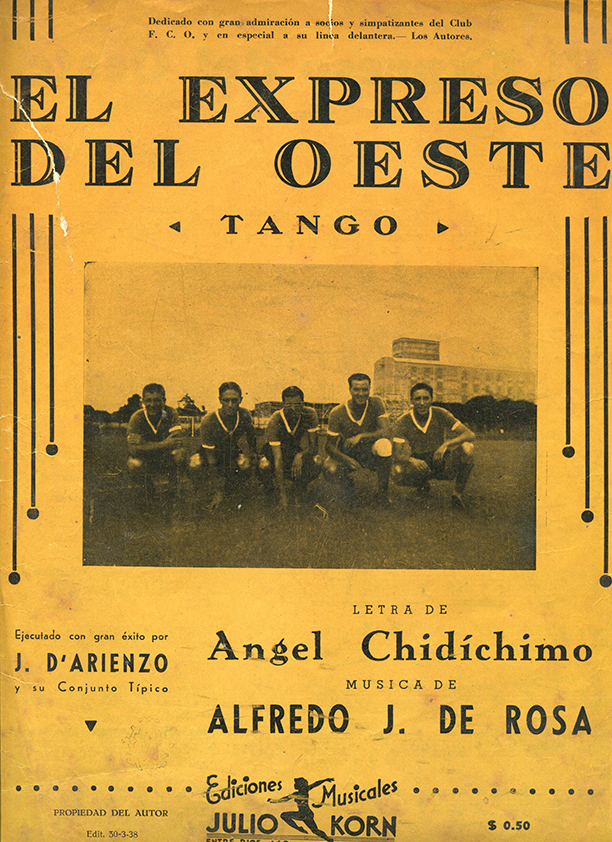 Dedicado con gran admiración a socios y simpatizantes del Club
F. C. O. y en especial a su linea delantera.— Los Autores.
EL EXPRESO
DEL OESTE
TANGO
LETRA DE
Angel Chidíchimo
MUSICA DE
ALFREDO J. DE ROSA
Ejecutado con gran éxito por
J. D'ARIENZO
y su Conjunto Típico
Ediciones Musicales
JULIO KORN
PROPIEDAD DEL AUTOR
Edit. 30-3-38
$ 0.50